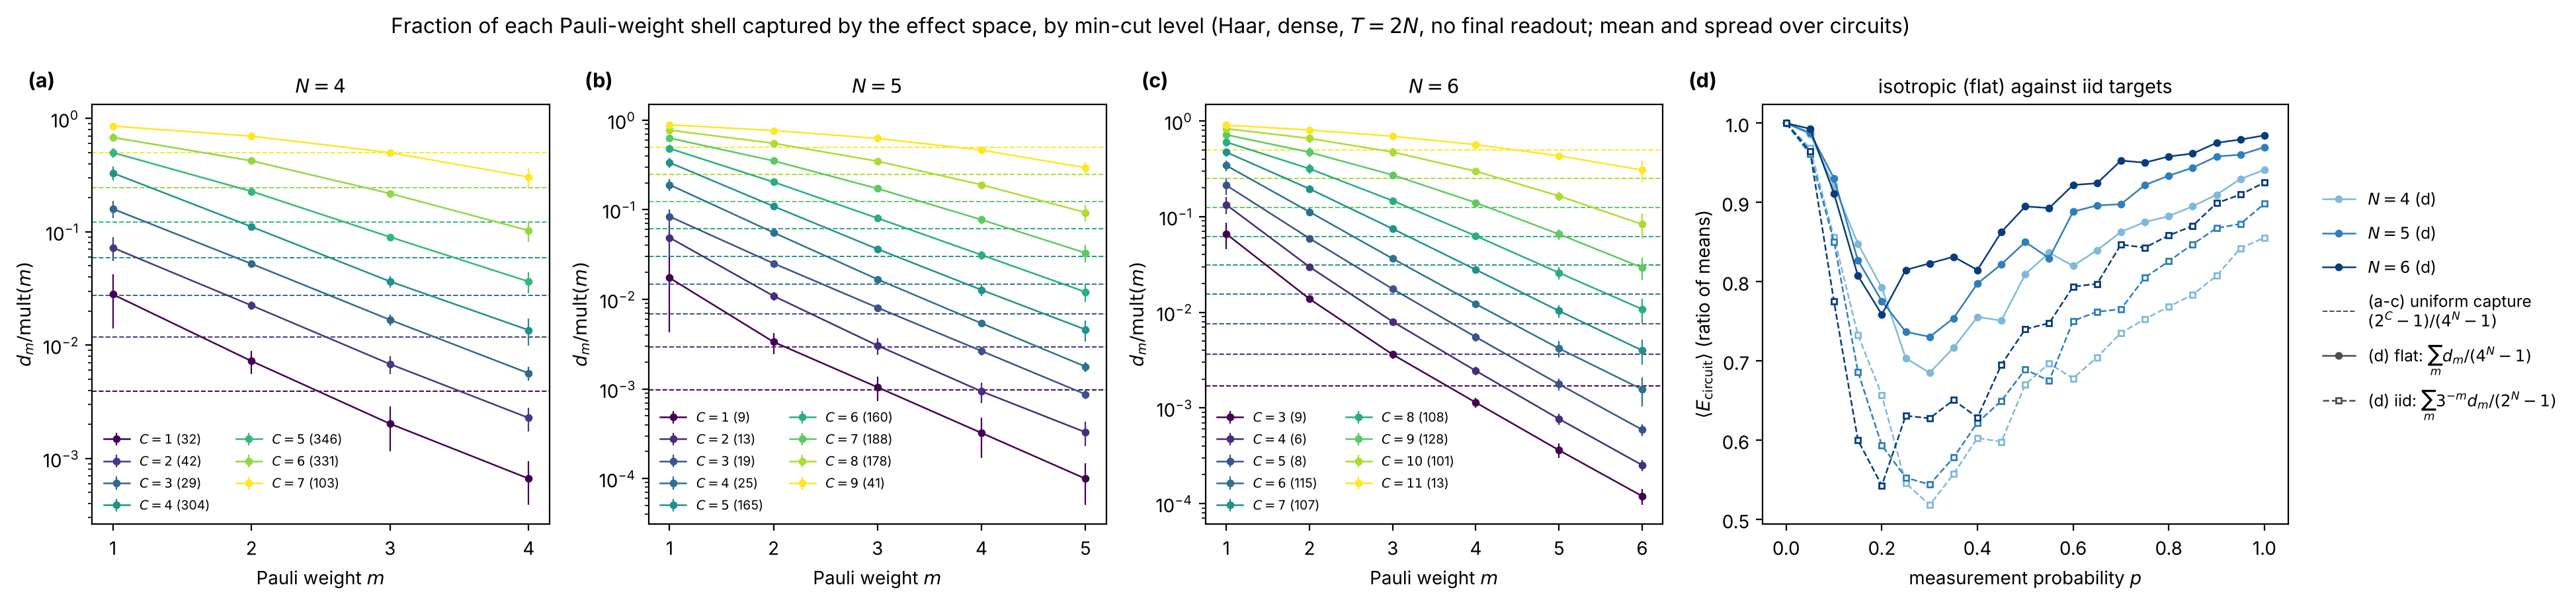 Fraction of each Pauli-weight shell captured by the effect space, by min-cut level (Haar, dense, T = 2N, no final readout; mean and spread over circuits)
(a)
N = 4
d_m/mult(m)
10^0
10^-1
10^-2
10^-3
C = 1 (32)
C = 2 (42)
C = 3 (29)
C = 4 (304)
C = 5 (346)
C = 6 (331)
C = 7 (103)
1 2 3 4
Pauli weight m
(b)
N = 5
d_m/mult(m)
10^0
10^-1
10^-2
10^-3
10^-4
C = 1 (9)
C = 2 (13)
C = 3 (19)
C = 4 (25)
C = 5 (165)
C = 6 (160)
C = 7 (188)
C = 8 (178)
C = 9 (41)
1 2 3 4 5
Pauli weight m
(c)
N = 6
d_m/mult(m)
10^0
10^-1
10^-2
10^-3
10^-4
C = 3 (9)
C = 4 (6)
C = 5 (8)
C = 6 (115)
C = 7 (107)
C = 8 (108)
C = 9 (128)
C = 10 (101)
C = 11 (13)
1 2 3 4 5 6
Pauli weight m
(d)
isotropic (flat) against iid targets
⟨E_circuit⟩ (ratio of means)
1.0
0.9
0.8
0.7
0.6
0.5
0.0 0.2 0.4 0.6 0.8 1.0
measurement probability p
N = 4 (d)
N = 5 (d)
N = 6 (d)
(a-c) uniform capture
(2^C − 1)/(4^N − 1)
(d) flat: ∑_m d_m/(4^N − 1)
(d) iid: ∑_m 3^−m d_m/(2^N − 1)